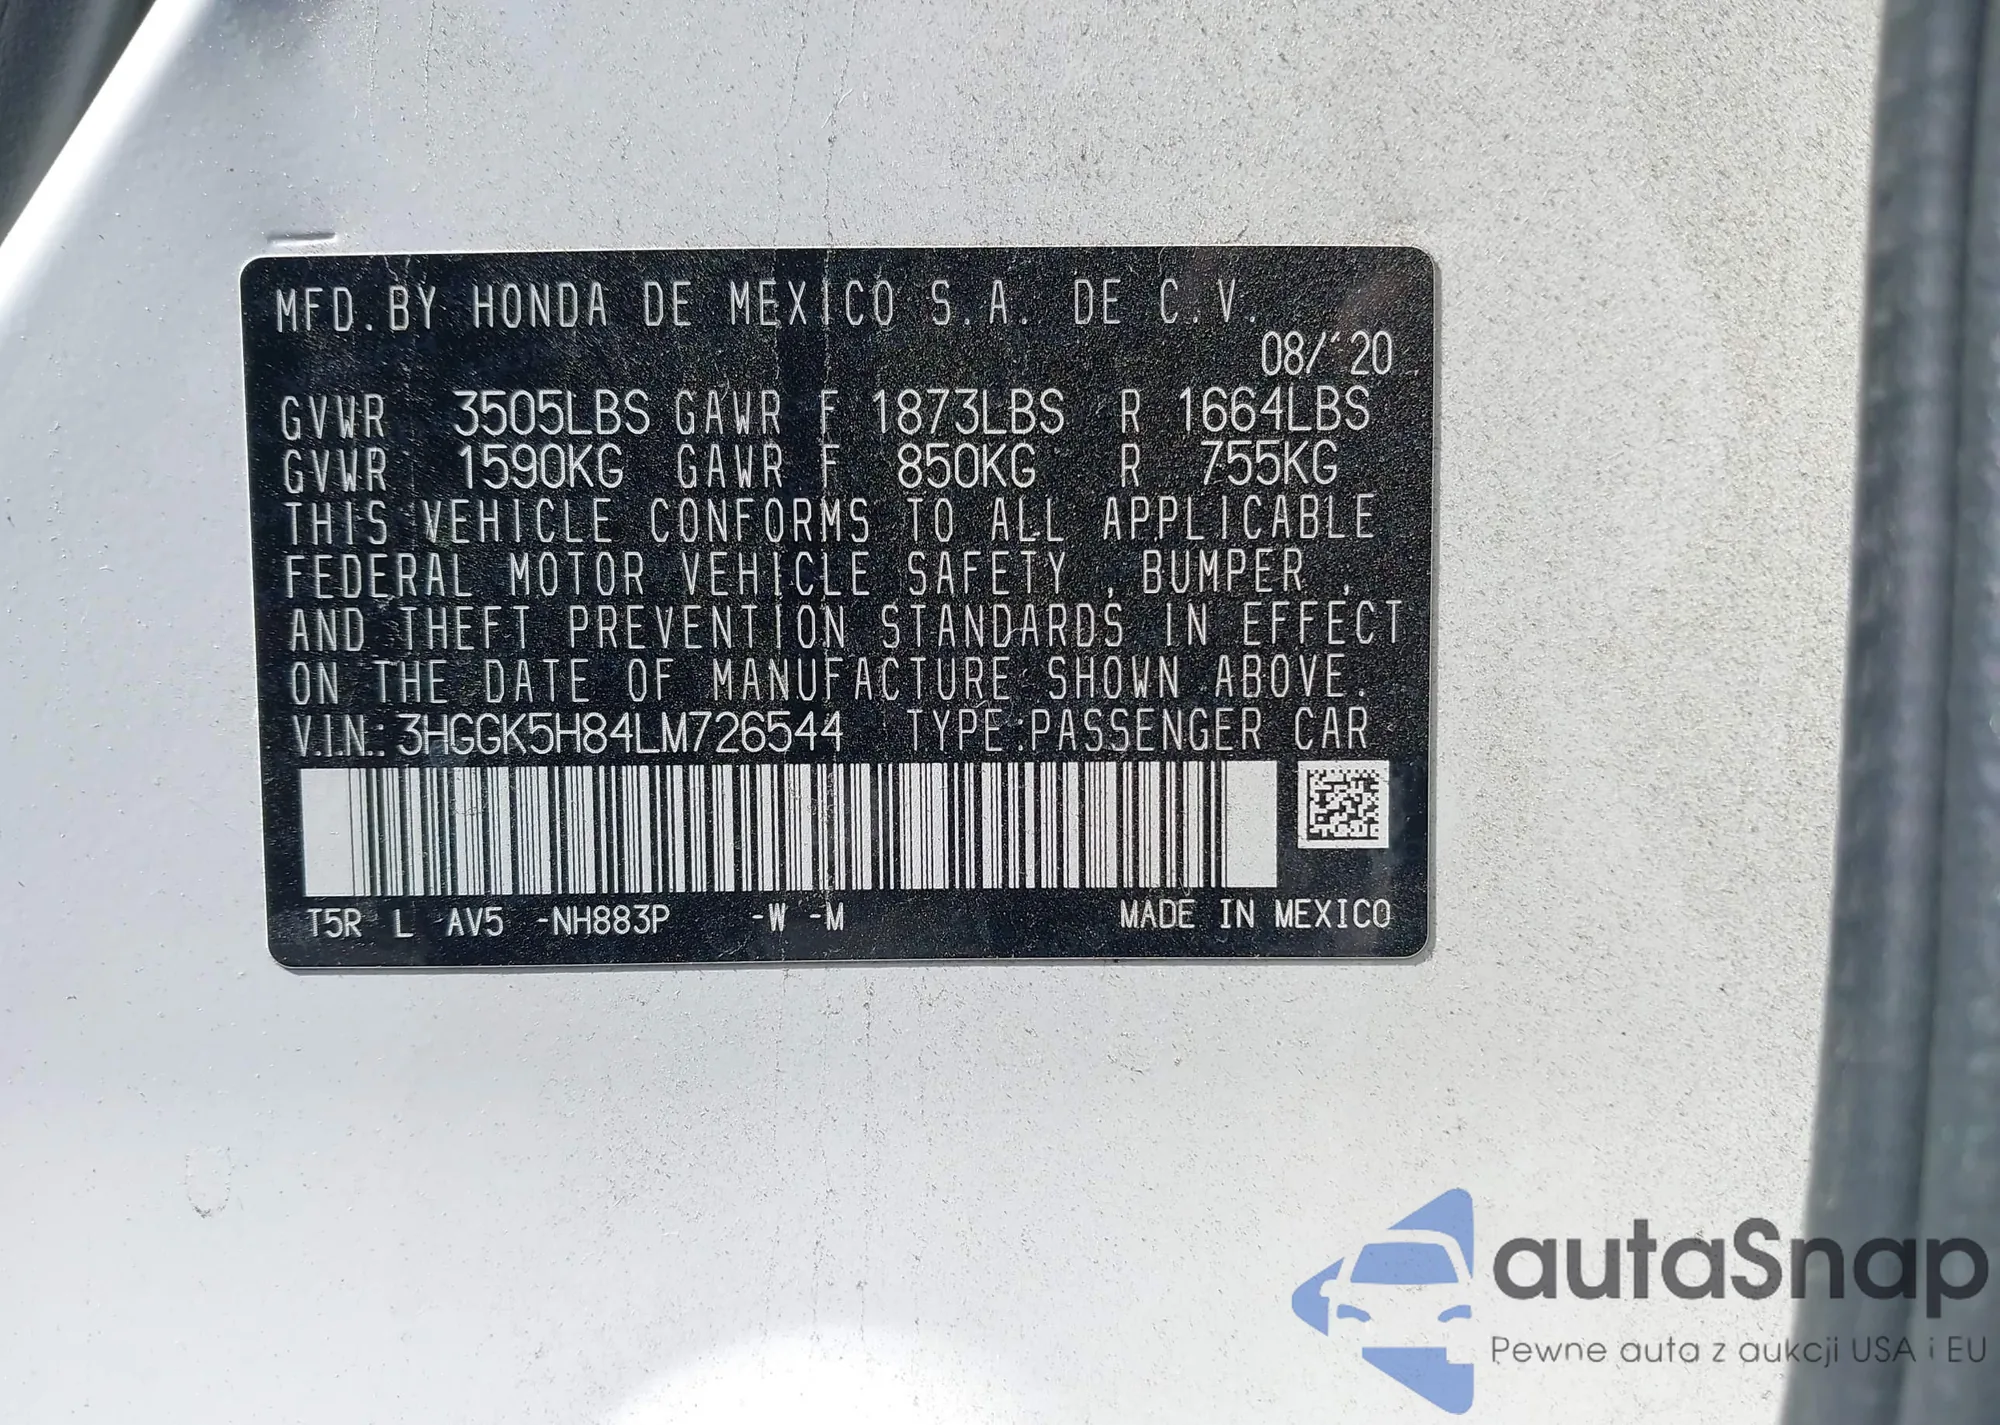 MFD. BY HONDA DE MEXICO S.A. DE C.V.
08/´20
GVWR 3505LBS GAWR F 1873LBS R 1664LBS
GVWR 1590KG GAWR F 850KG R 755KG
THIS VEHICLE CONFORMS TO ALL APPLICABLE
FEDERAL MOTOR VEHICLE SAFETY , BUMPER ,
AND THEFT PREVENTION STANDARDS IN EFFECT
ON THE DATE OF MANUFACTURE SHOWN ABOVE.
V.I.N.: 3HGGK5H84LM726544 TYPE:PASSENGER CAR
T5R L AV5 -NH883P -W -M MADE IN MEXICO
autaSnap
Pewne auta z aukcji USA i EU